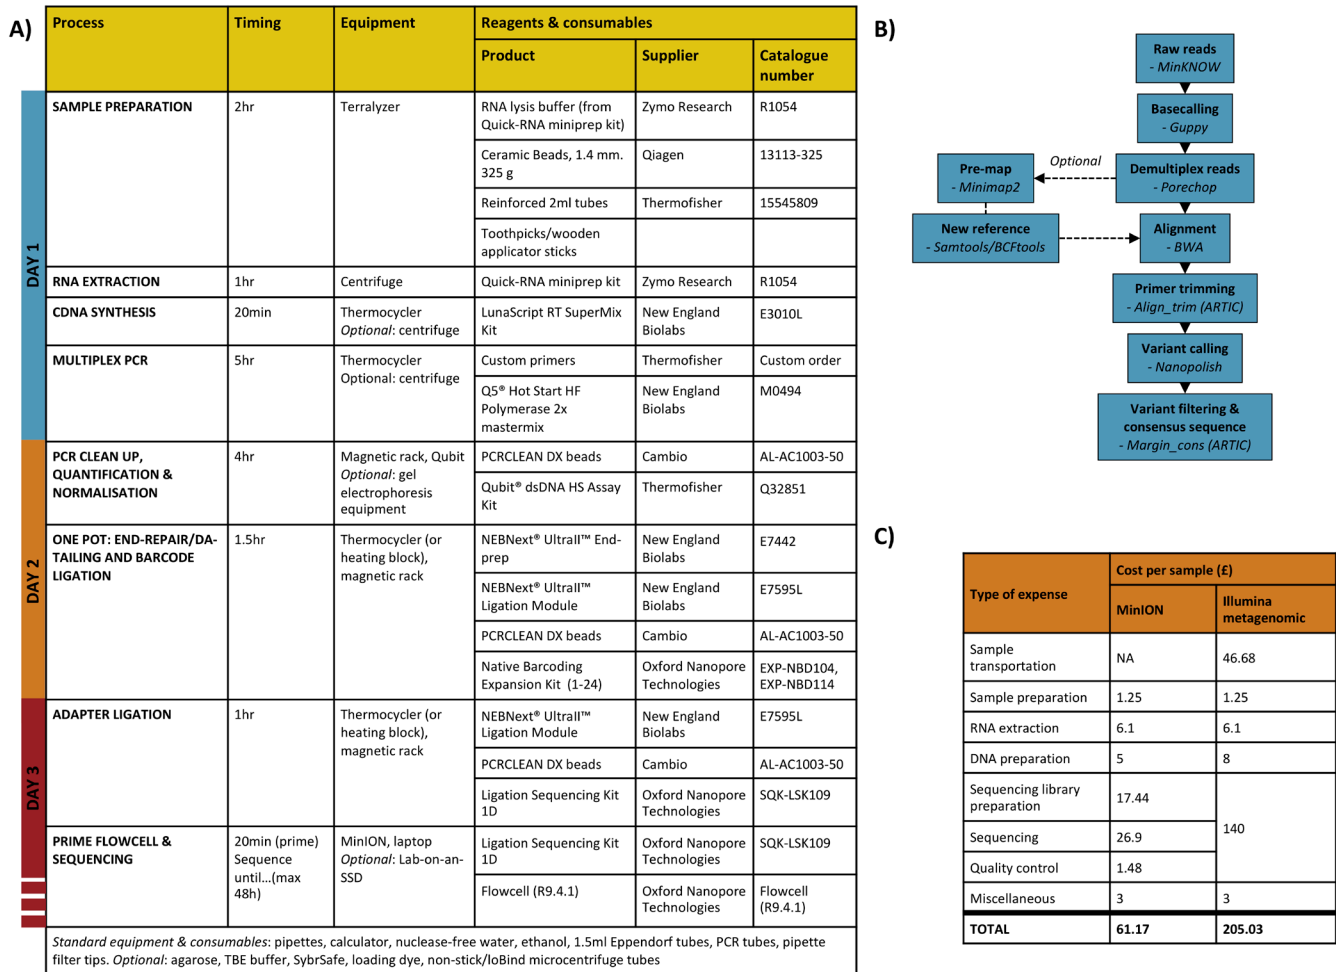 A)
Process Timing Equipment Reagents & consumables
Product Supplier Catalogue
number
DAY 1
SAMPLE PREPARATION 2hr Terralyzer RNA lysis buffer (from Zymo Research R1054
Quick-RNA miniprep kit)
Ceramic Beads, 1.4 mm. Qiagen 13113-325
325 g
Reinforced 2ml tubes Thermofisher 15545809
Toothpicks/wooden
applicator sticks
RNA EXTRACTION 1hr Centrifuge Quick-RNA miniprep kit Zymo Research R1054
CDNA SYNTHESIS 20min Thermocycler LunaScript RT SuperMix New England E3010L
Optional: centrifuge Kit Biolabs
MULTIPLEX PCR 5hr Thermocycler Custom primers Thermofisher Custom order
Optional: centrifuge
Q5® Hot Start HF New England M0494
Polymerase 2x Biolabs
mastermix
DAY 2
PCR CLEAN UP, 4hr Magnetic rack, Qubit PCRCLEAN DX beads Cambio AL-AC1003-50
QUANTIFICATION & Optional: gel
NORMALISATION electrophoresis Qubit® dsDNA HS Assay Thermofisher Q32851
equipment Kit
ONE POT: END-REPAIR/DA- 1.5hr Thermocycler (or NEBNext® UltraII™ End- New England E7442
TAILING AND BARCODE heating block), prep Biolabs
LIGATION magnetic rack
NEBNext® UltraII™ New England E7595L
Ligation Module Biolabs
PCRCLEAN DX beads Cambio AL-AC1003-50
Native Barcoding Oxford Nanopore EXP-NBD104,
Expansion Kit (1-24) Technologies EXP-NBD114
DAY 3
ADAPTER LIGATION 1hr Thermocycler (or NEBNext® UltraII™ New England E7595L
heating block), Ligation Module Biolabs
magnetic rack
PCRCLEAN DX beads Cambio AL-AC1003-50
Ligation Sequencing Kit Oxford Nanopore SQK-LSK109
1D Technologies
PRIME FLOWCELL & 20min (prime) MinION, laptop Ligation Sequencing Kit Oxford Nanopore SQK-LSK109
SEQUENCING Sequence Optional: Lab-on-an- 1D Technologies
until...(max SSD
48h) Flowcell (R9.4.1) Oxford Nanopore Flowcell
Technologies (R9.4.1)
Standard equipment & consumables: pipettes, calculator, nuclease-free water, ethanol, 1.5ml Eppendorf tubes, PCR tubes, pipette
filter tips. Optional: agarose, TBE buffer, SybrSafe, loading dye, non-stick/loBind microcentrifuge tubes
B)
Raw reads
- MinKNOW
Basecalling
- Guppy
Optional
Pre-map
- Minimap2
Demultiplex reads
- Porechop
New reference
- Samtools/BCFtools
Alignment
- BWA
Primer trimming
- Align_trim (ARTIC)
Variant calling
- Nanopolish
Variant filtering &
consensus sequence
- Margin_cons (ARTIC)
C)
Type of expense Cost per sample (£)
MinION Illumina
metagenomic
Sample NA 46.68
transportation
Sample preparation 1.25 1.25
RNA extraction 6.1 6.1
DNA preparation 5 8
Sequencing library 17.44 140
preparation
Sequencing 26.9
Quality control 1.48
Miscellaneous 3 3
TOTAL 61.17 205.03